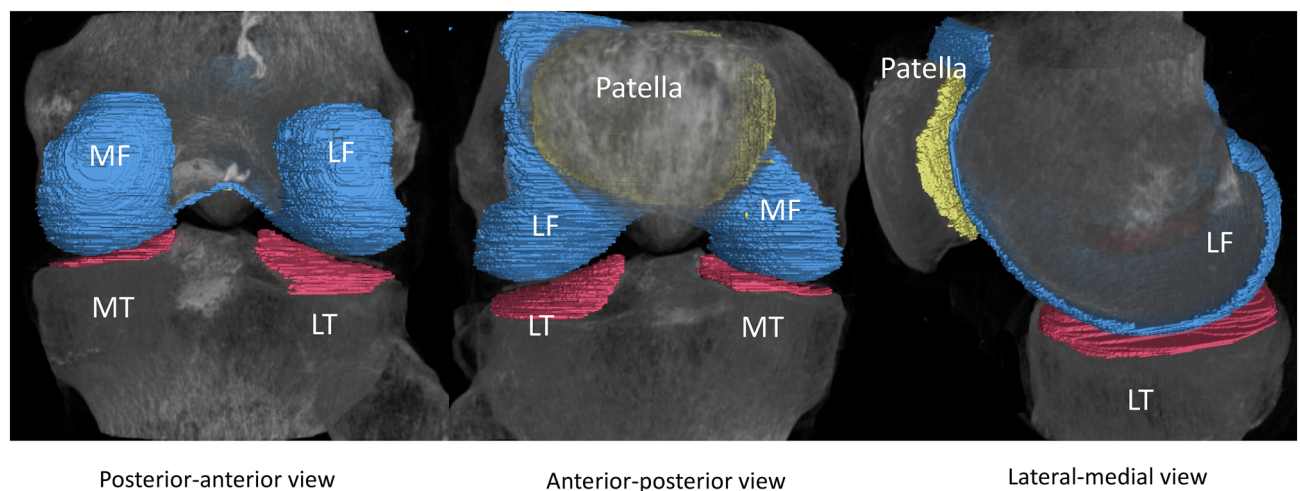 MF
LF
MT
LT
Patella
LF
MF
LT
MT
Patella
LF
LT
Posterior-anterior view
Anterior-posterior view
Lateral-medial view